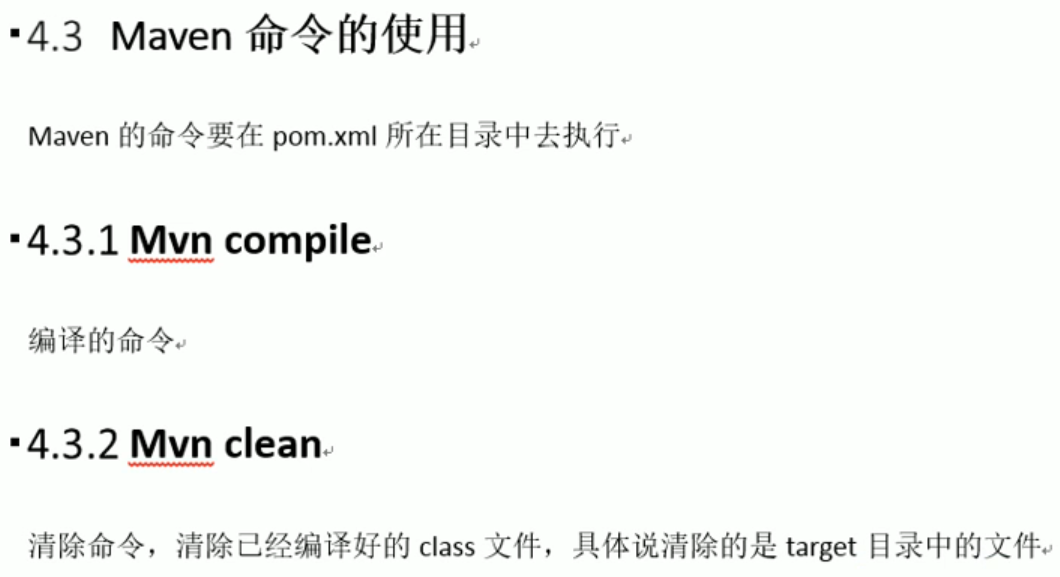 4.3 Maven 命令的使用
Maven 的命令要在 pom.xml 所在目录中去执行
4.3.1 Mvn compile
编译的命令
4.3.2 Mvn clean
清除命令，清除已经编译好的 class 文件，具体说清除的是 target 目录中的文件